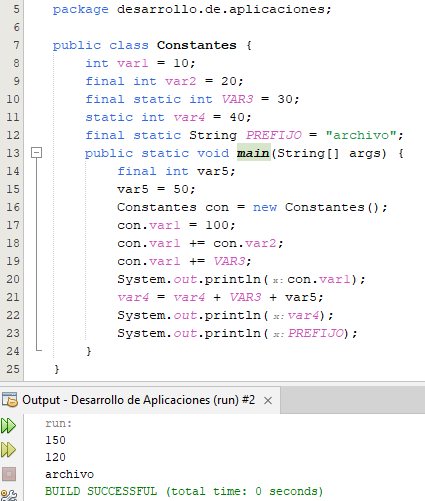 5 package desarrollo.de.aplicaciones;
6
7 public class Constantes {
8 int var1 = 10;
9 final int var2 = 20;
10 final static int VAR3 = 30;
11 static int var4 = 40;
12 final static String PREFIJO = "archivo";
13 public static void main(String[] args) {
14 final int var5;
15 var5 = 50;
16 Constantes con = new Constantes();
17 con.var1 = 100;
18 con.var1 += con.var2;
19 con.var1 += VAR3;
20 System.out.println( x: con.var1);
21 var4 = var4 + VAR3 + var5;
22 System.out.println( x: var4);
23 System.out.println( x: PREFIJO);
24 }
25 }
Output - Desarrollo de Aplicaciones (run) #2 ×
run:
150
120
archivo
BUILD SUCCESSFUL (total time: 0 seconds)